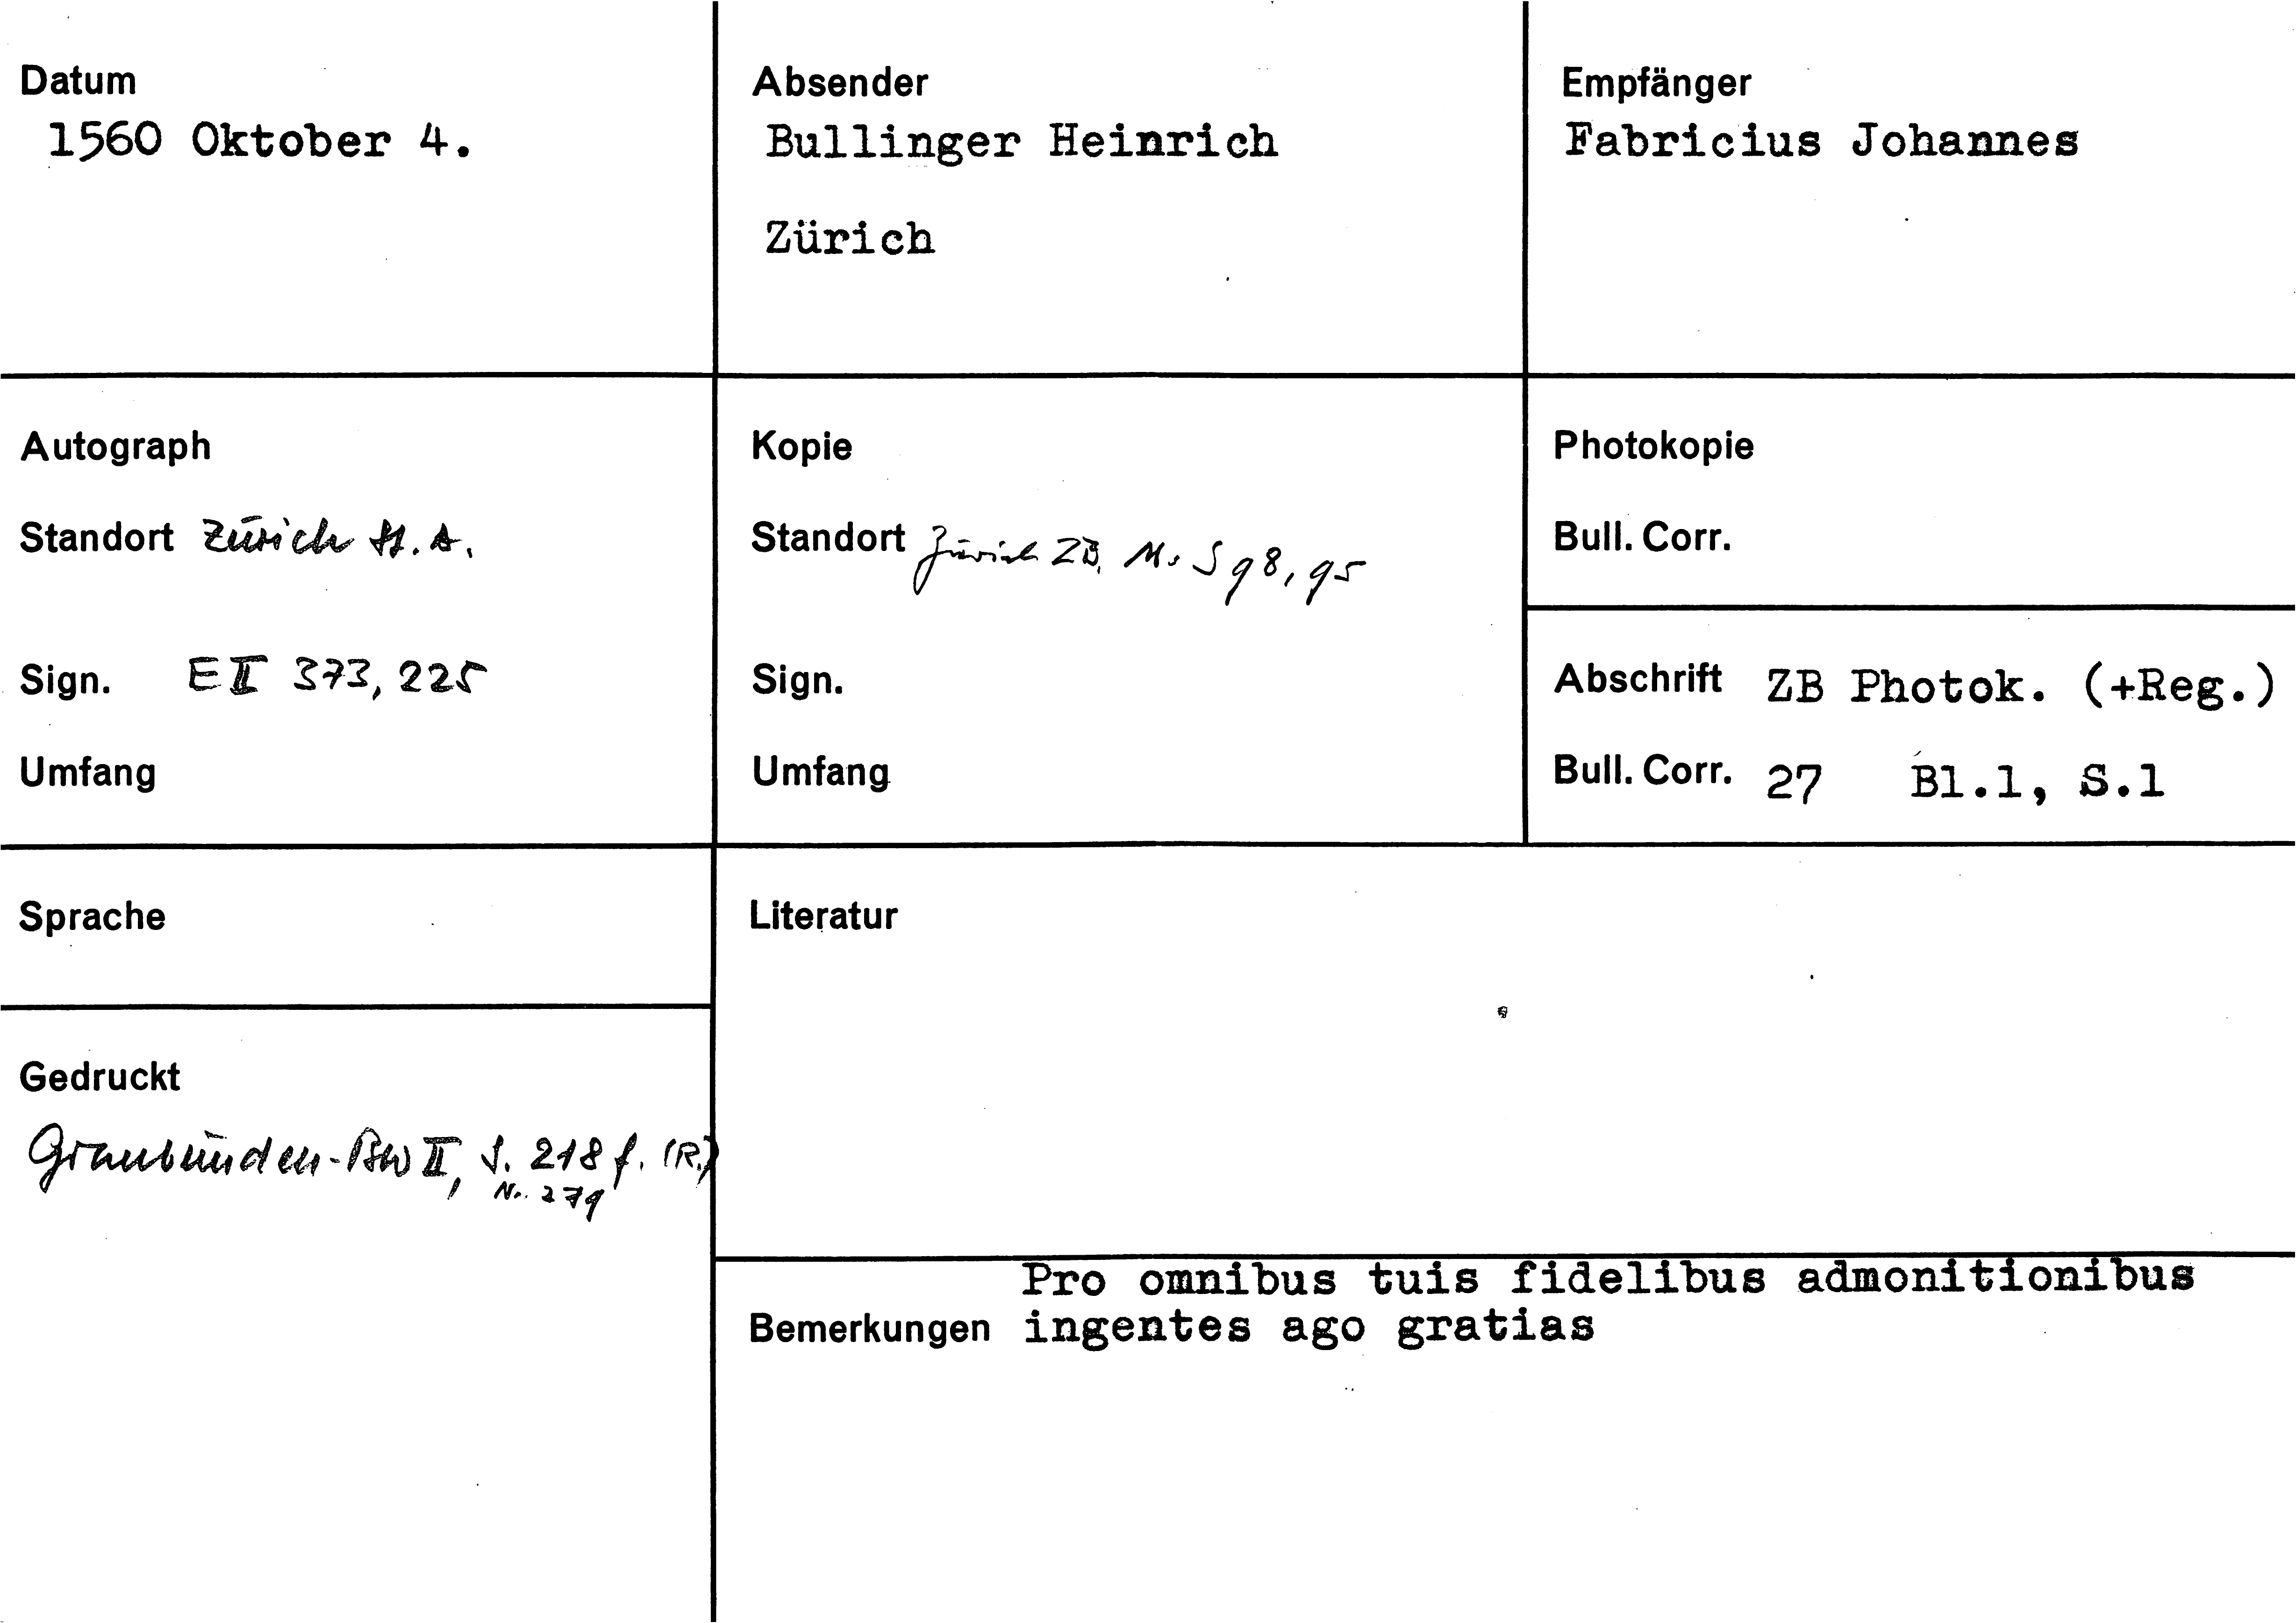 Datum
1560 Oktober 4.
Absender
Bullinger Heinrich
Zürich
Empfänger
Fabricius Johannes
Autograph
Standort Zürich St. A.
Sign. E II 373, 225
Umfang
Kopie
Standort Zürich ZB, Ms S 98, 95
Sign.
Umfang
Photokopie
Bull. Corr.
Abschrift ZB Photok. (+Reg.)
Bull. Corr. 27 Bl.1, S.1
Sprache
Literatur
Gedruckt
Graubünden-BW II, S. 218 f. (R.)
Nr. 279
Pro omnibus tuis fidelibus admonitionibus
Bemerkungen ingentes ago gratias